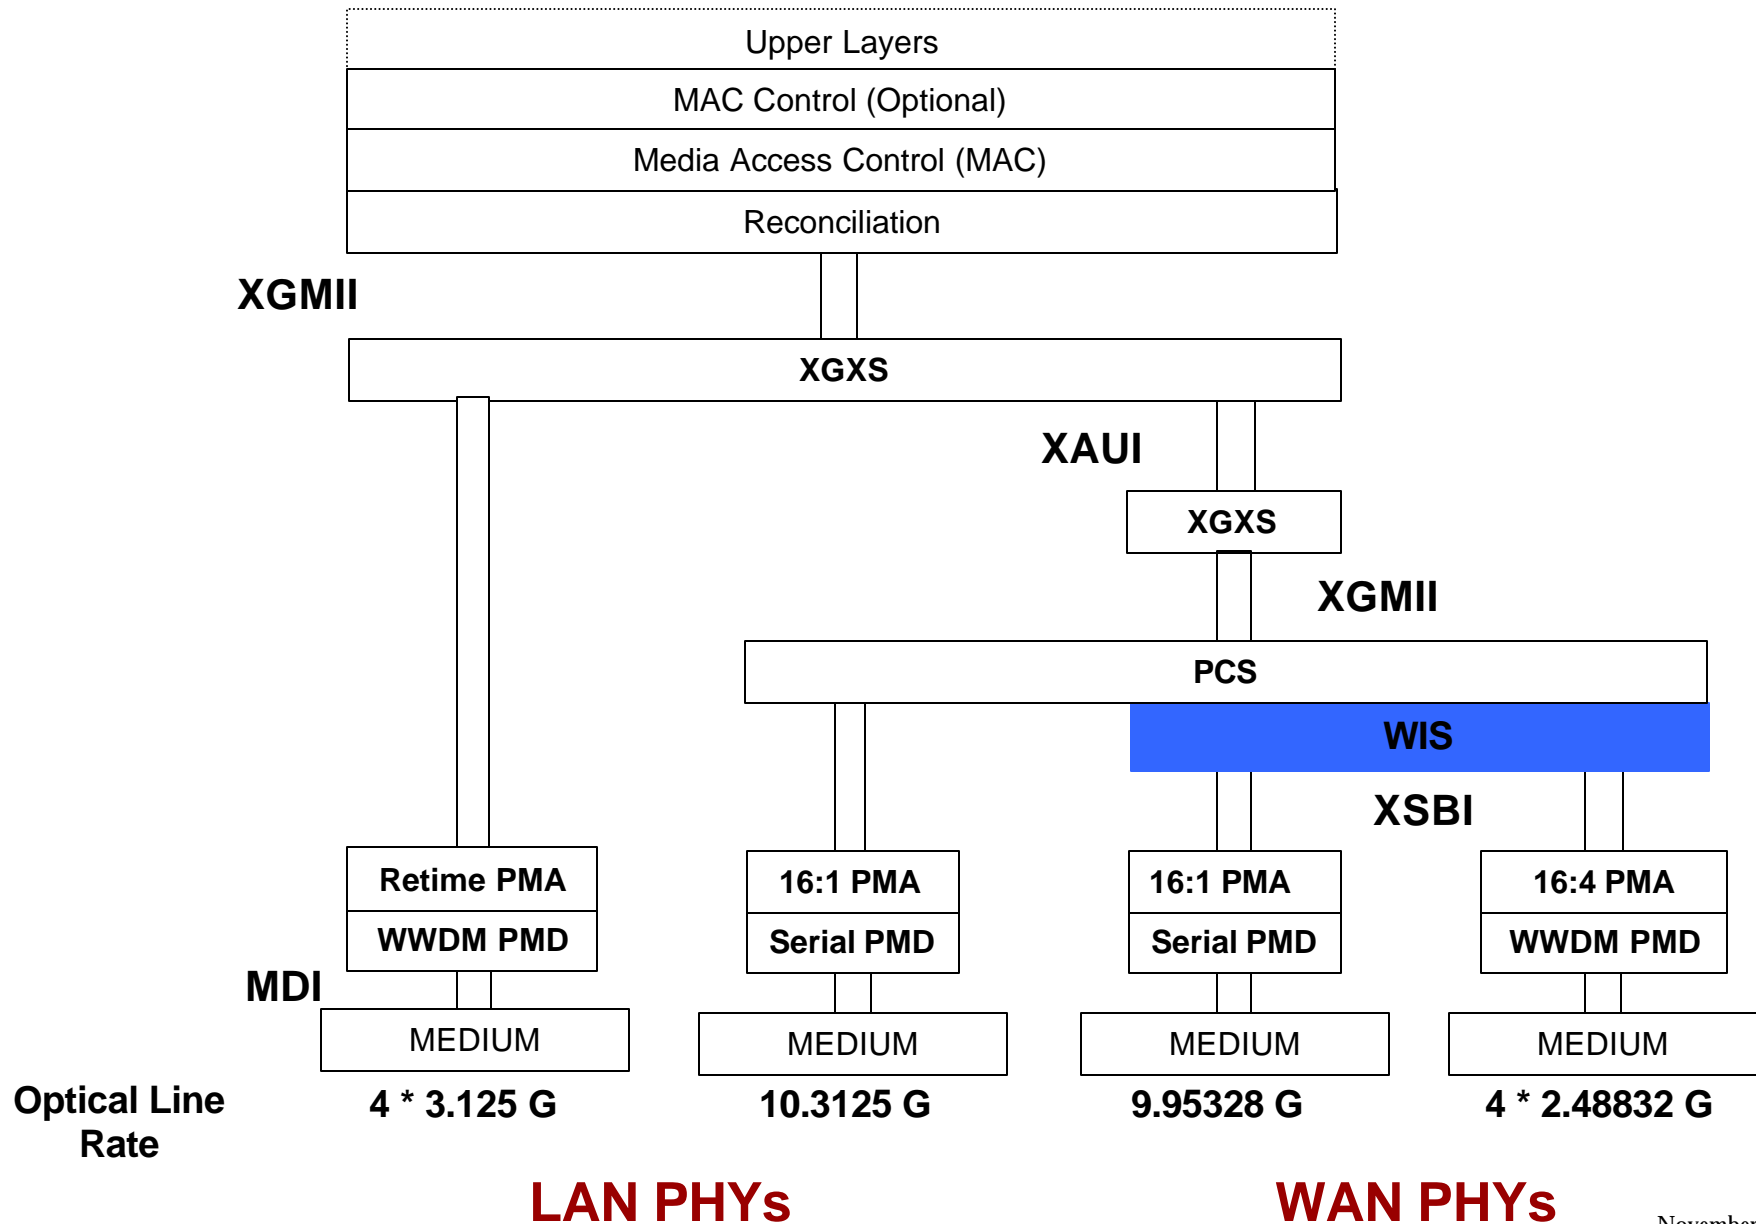 Upper Layers
MAC Control (Optional)
Media Access Control (MAC)
Reconciliation
XGMII
XGXS
XAUI
XGXS
XGMII
PCS
WIS
XSBI
Retime PMA
16:1 PMA
16:1 PMA
16:4 PMA
WWDM PMD
Serial PMD
Serial PMD
WWDM PMD
MDI
MEDIUM
MEDIUM
MEDIUM
MEDIUM
Optical Line
Rate
4 * 3.125 G
10.3125 G
9.95328 G
4 * 2.48832 G
LAN PHYs
WAN PHYs